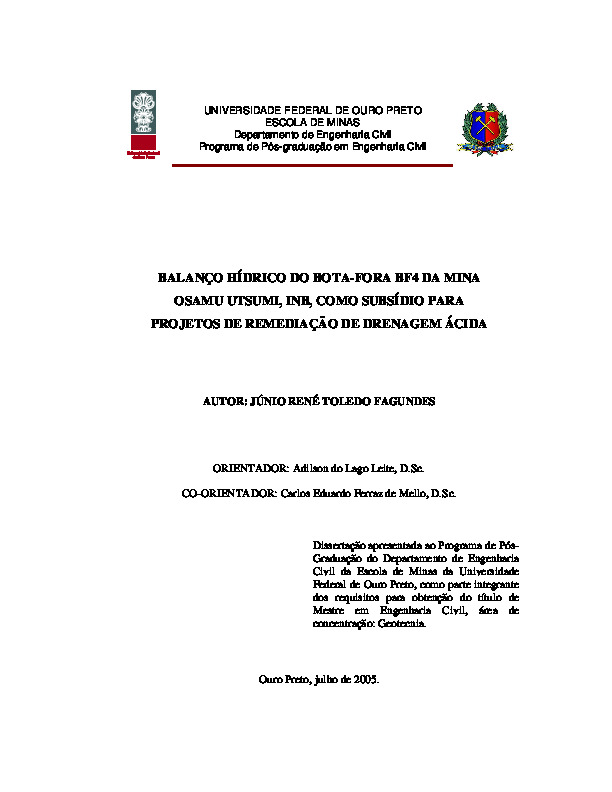 UNIVERSIDADE FEDERAL DE OURO PRETO
ESCOLA DE MINAS
Departamento de Engenharia Civil
Programa de Pós-graduação em Engenharia Civil
BALANÇO HÍDRICO DO BOTA-FORA BF4 DA MINA
OSAMU UTSUMI, INB, COMO SUBSÍDIO PARA
PROJETOS DE REMEDIAÇÃO DE DRENAGEM ÁCIDA
AUTOR: JÚNIO RENÊ TOLEDO FAGUNDES
ORIENTADOR: Adilson do Lago Leite, D.Sc.
CO-ORIENTADOR: Carlos Eduardo Ferraz de Mello, D.Sc.
Dissertação apresentada ao Programa de Pós-
Graduação do Departamento de Engenharia
Civil da Escola de Minas da Universidade
Federal de Ouro Preto, como parte integrante
dos requisitos para obtenção do título de
Mestre em Engenharia Civil, área de
concentração: Geotecnia.
Ouro Preto, julho de 2005.